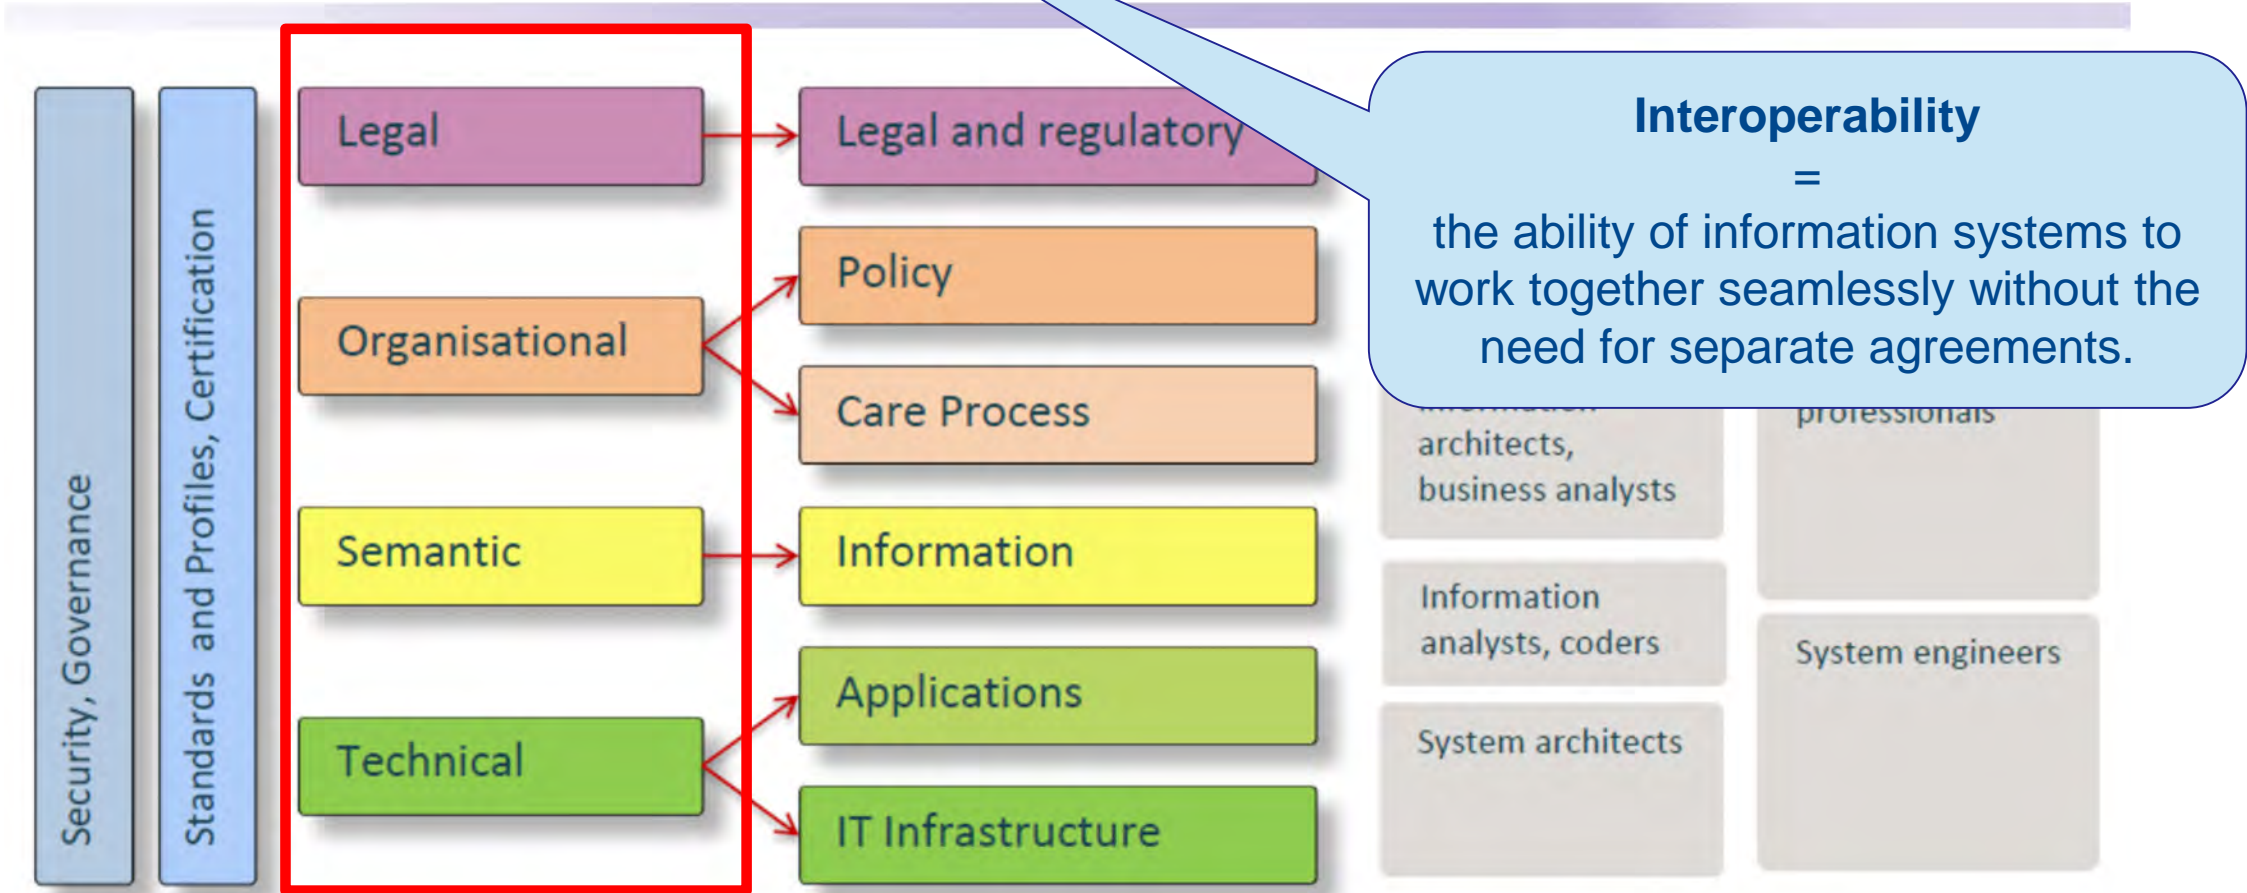 Security, Governance
Standards and Profiles, Certification
Legal
Organisational
Semantic
Technical
Legal and regulatory
Policy
Care Process
Information
Applications
IT Infrastructure
Interoperability
=
the ability of information systems to
work together seamlessly without the
need for separate agreements.
architects,
business analysts
Information
analysts, coders
System architects
professionals
System engineers